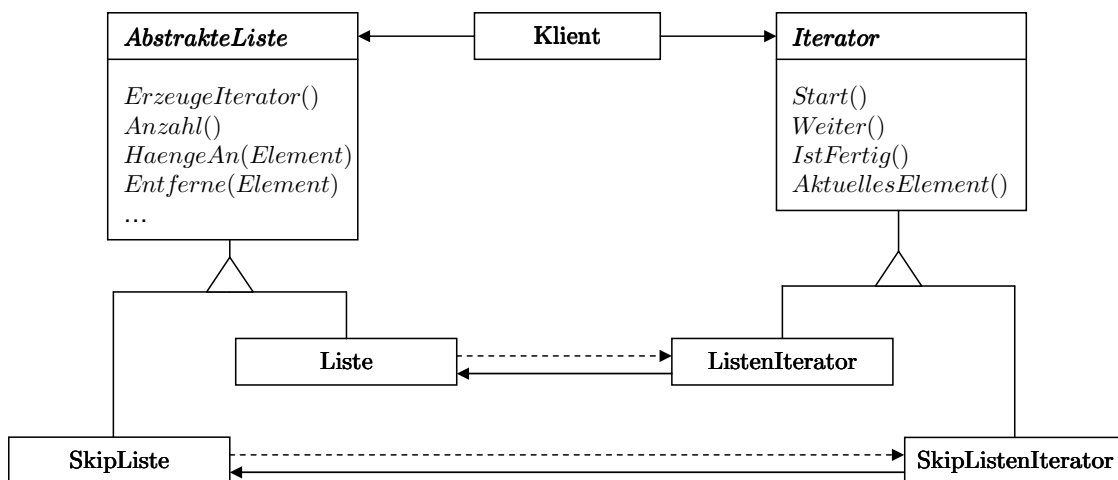 AbstrakteListe
Klient
Iterator
ErzeugeIterator()
Anzahl()
HaengeAn(Element)
Entferne(Element)
...
Start()
Weiter()
IstFertig()
AktuellesElement()
Liste
ListenIterator
SkipListe
SkipListenIterator